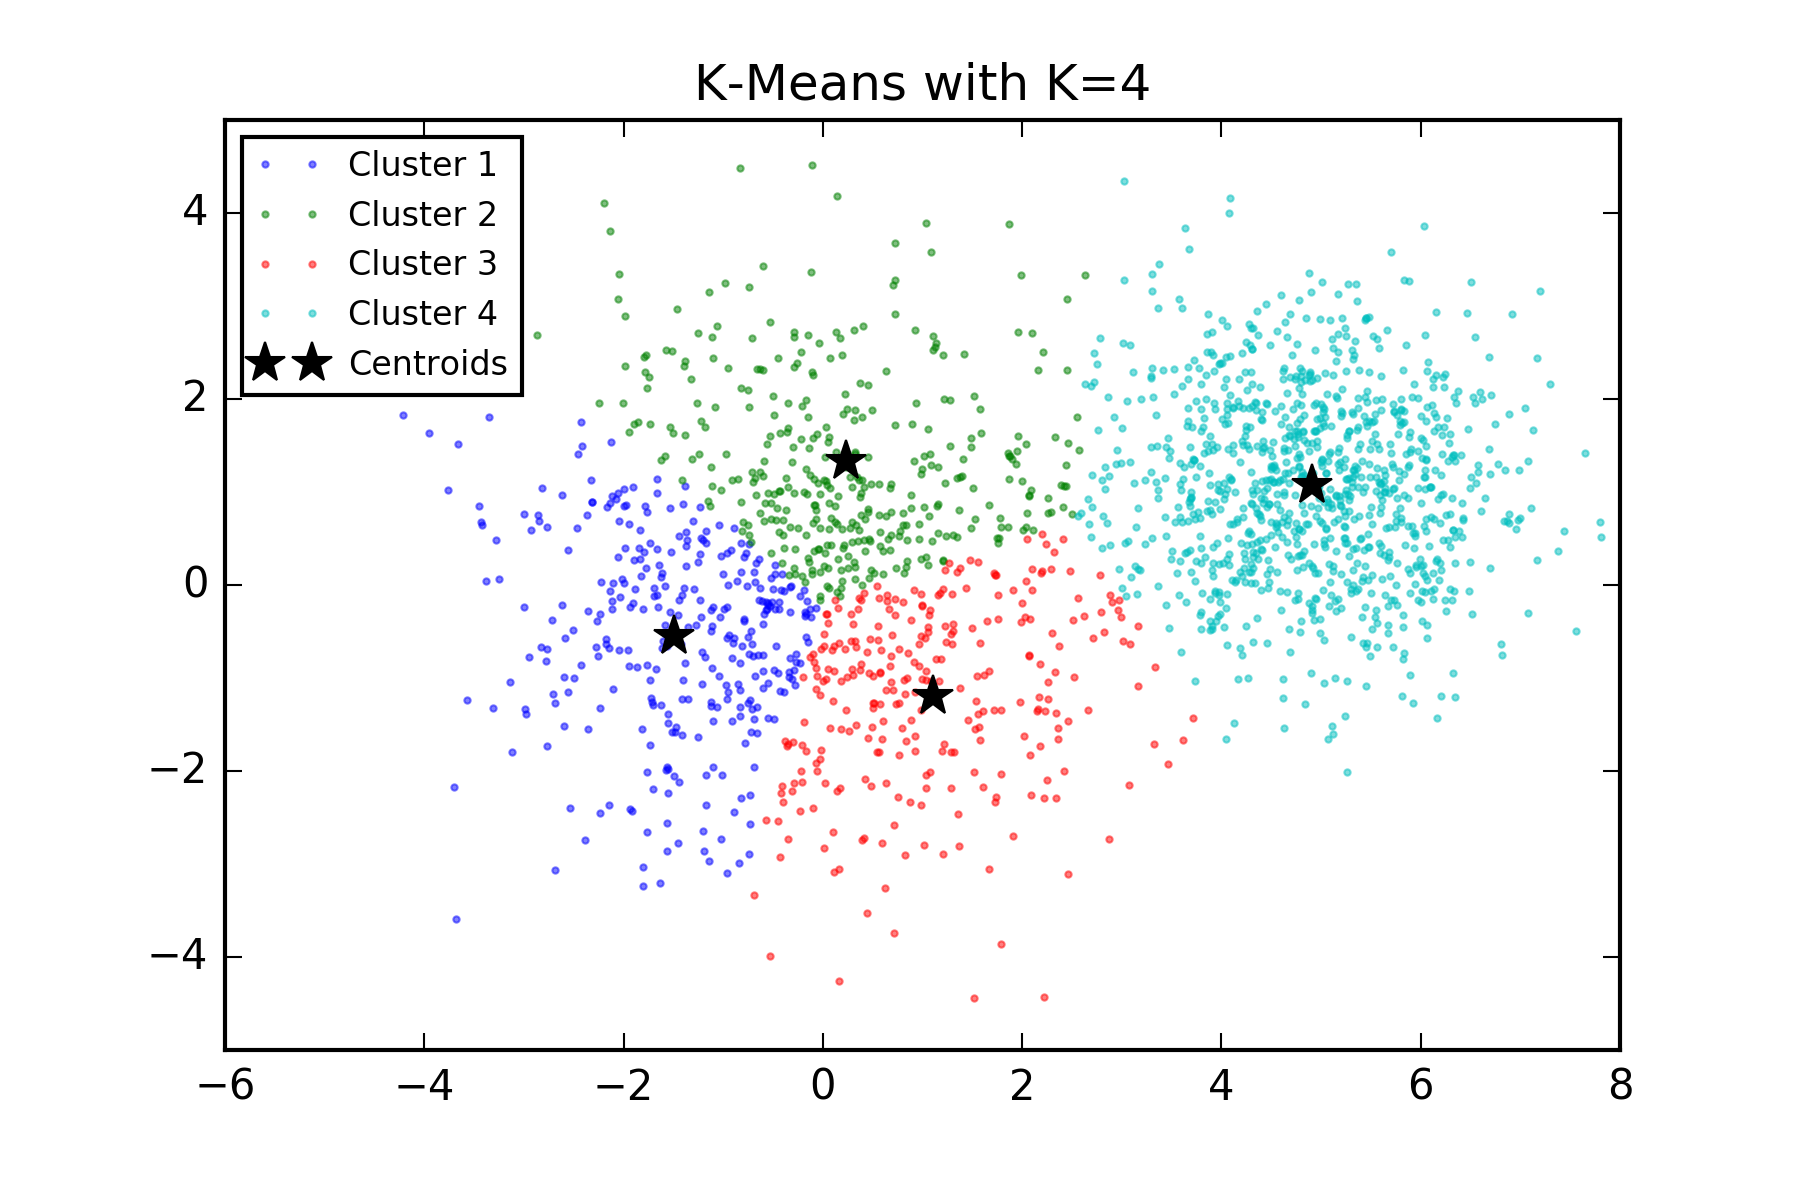 K-Means with K=4
Cluster 1
Cluster 2
Cluster 3
Cluster 4
Centroids
4
2
0
−2
−4
−6 −4 −2 0 2 4 6 8